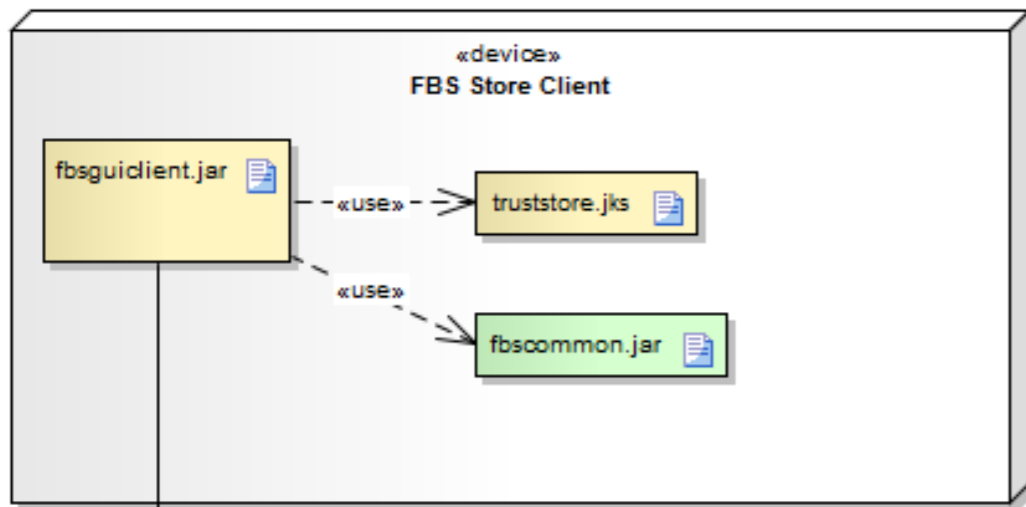 «device»
FBS Store Client
fbsguiclient.jar
«use»
truststore.jks
«use»
fbscommon.jar